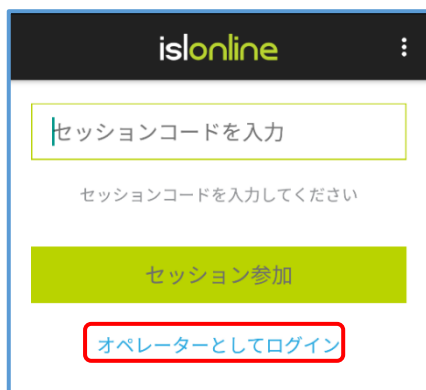 islonline
セッションコードを入力
セッションコードを入力してください
セッション参加
オペレーターとしてログイン